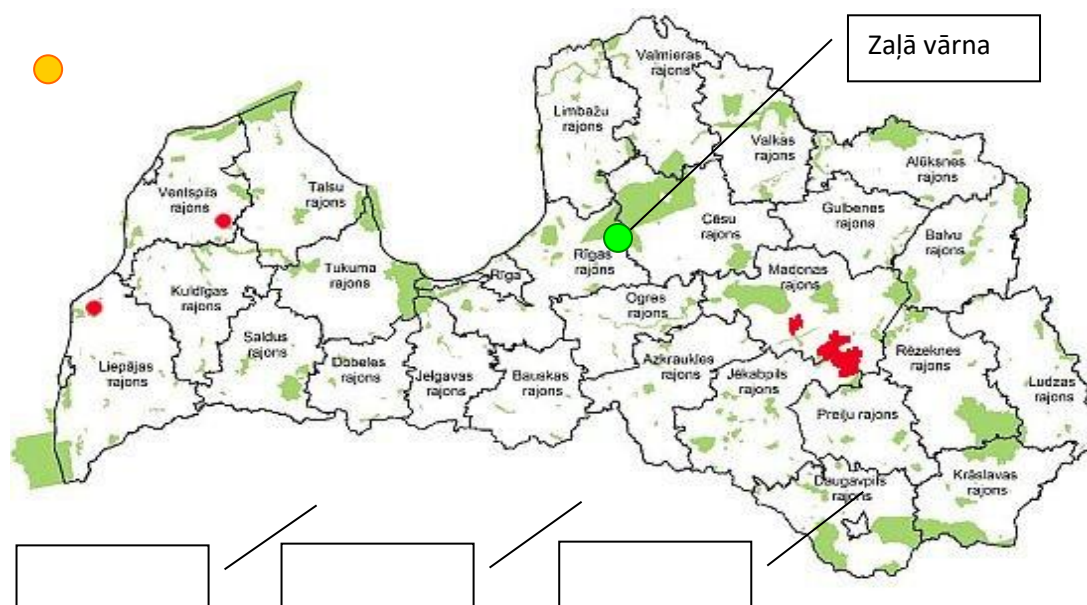 Zaļā vārna
Valmieras
rajons
Limbažu
rajons
Valkas
rajons
Alūksnes
rajons
Ventspils
rajons
Talsu
rajons
Cēsu
rajons
Gulbenes
rajons
Balvu
rajons
Rīgas
rajons
Rīga
Tukuma
rajons
Madonas
rajons
Kuldīgas
rajons
Ogres
rajons
Saldus
rajons
Liepājas
rajons
Dobeles
rajons
Jelgavas
rajons
Bauskas
rajons
Aizkraukles
rajons
Jēkabpils
rajons
Rēzeknes
rajons
Ludzas
rajons
Preiļu rajons
Daugavpils
rajons
Krāslavas
rajons